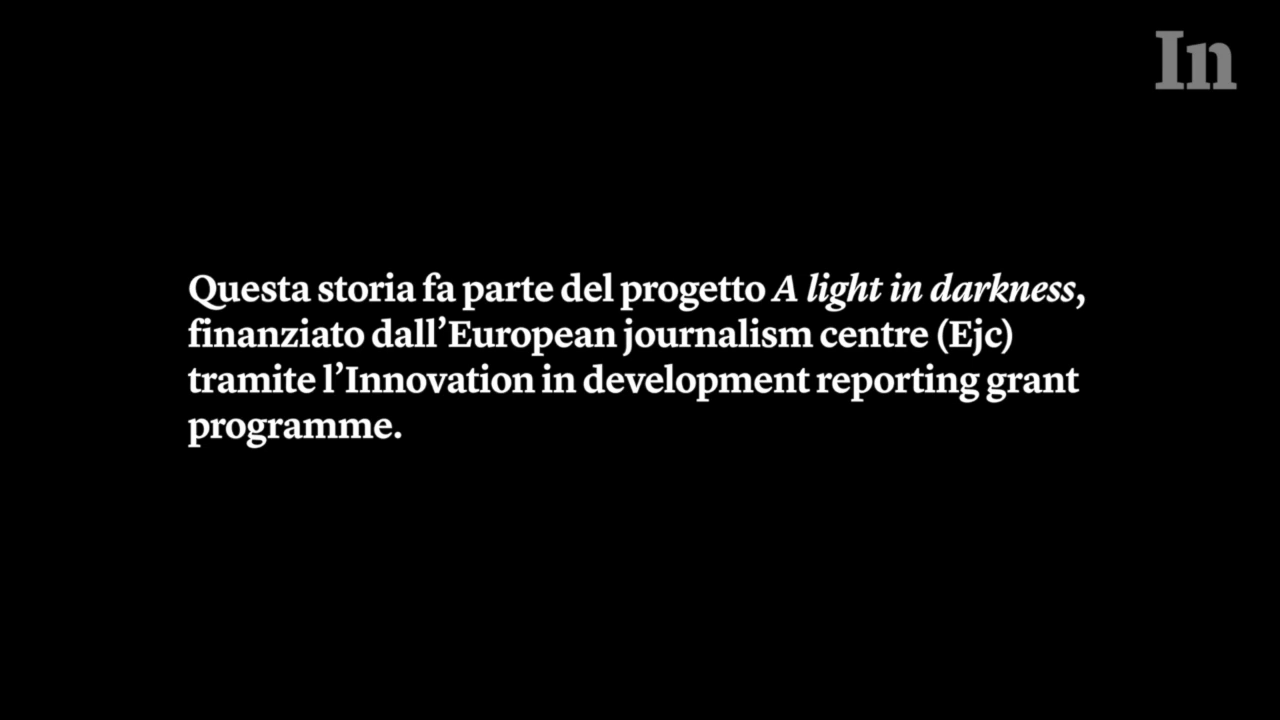 In
Questa storia fa parte del progetto A light in darkness,
finanziato dall’European journalism centre (Ejc)
tramite l’Innovation in development reporting grant
programme.